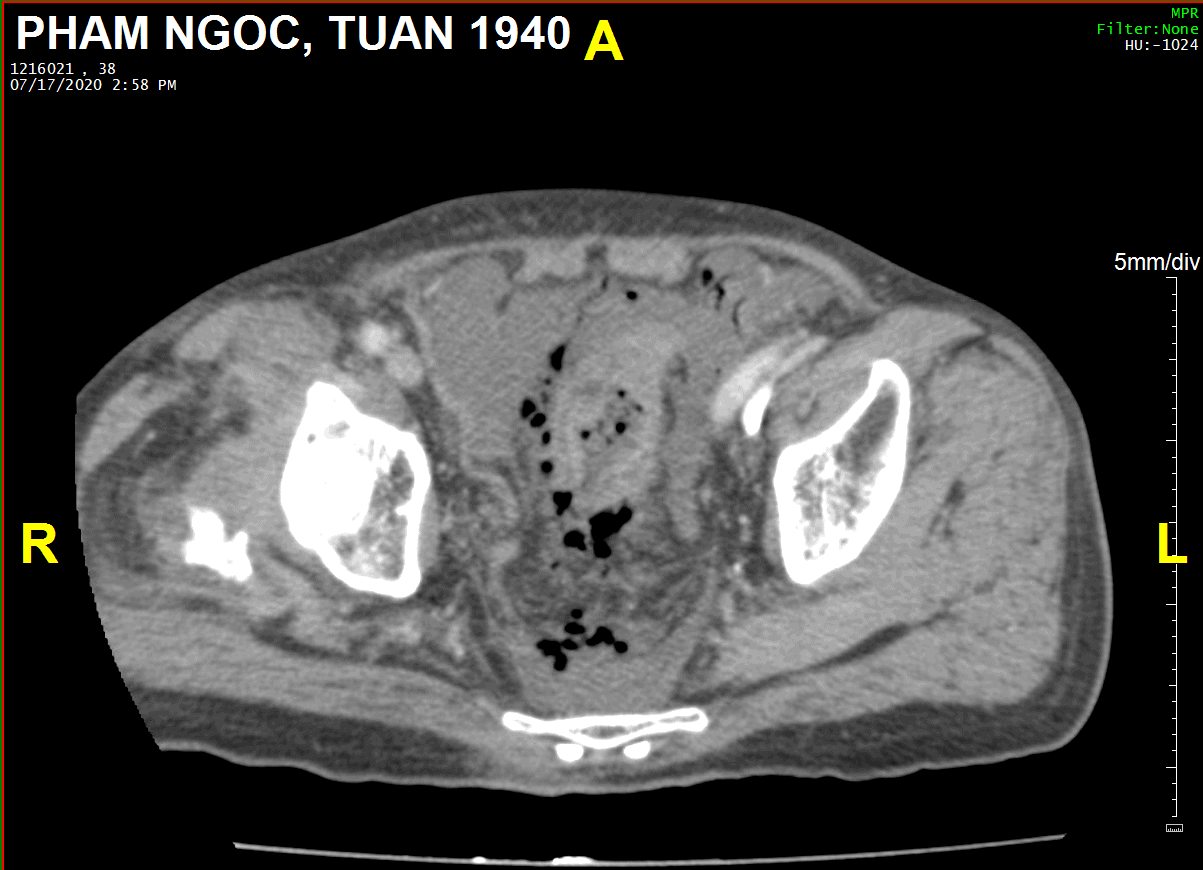 PHAM NGOC, TUAN 1940 A
MPR
Filter:None
HU:-1024
1216021 , 38
07/17/2020 2:58 PM
5mm/div
R
L